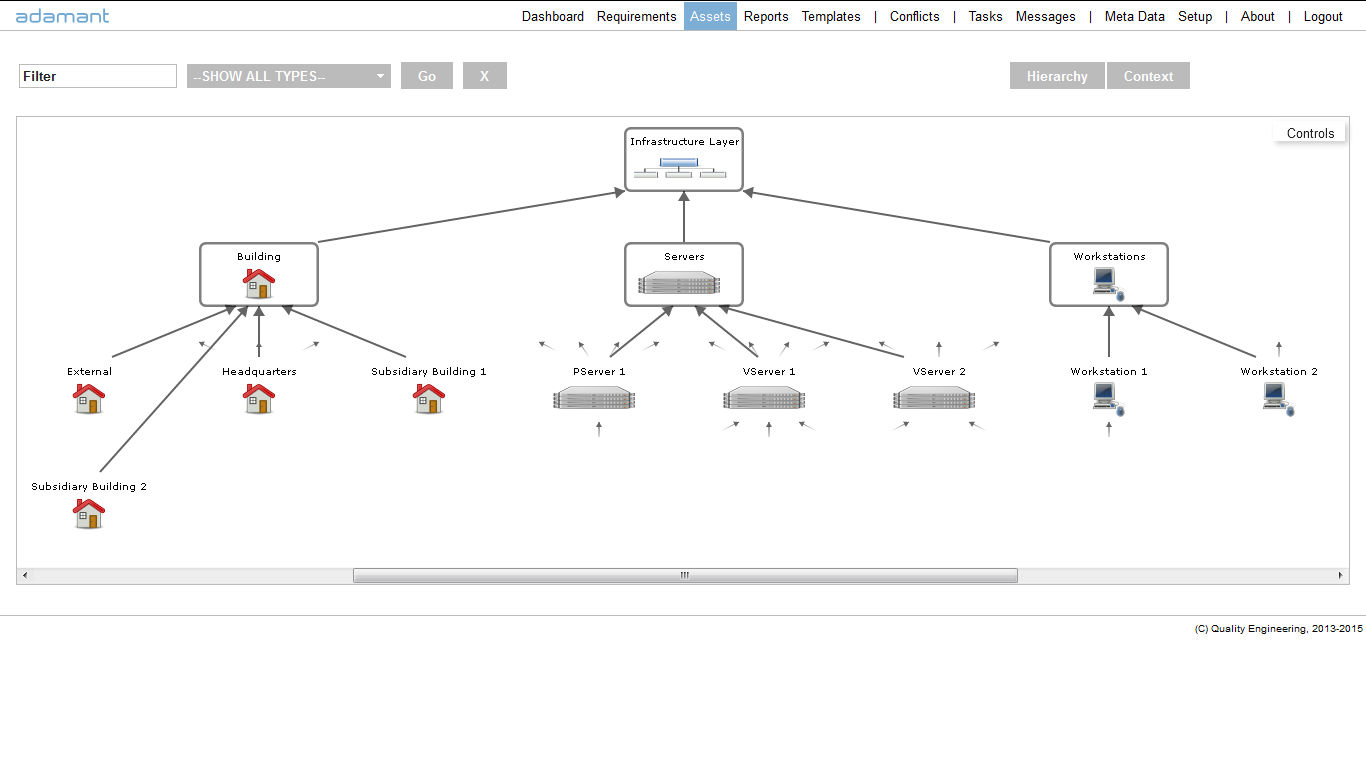 adamant
Dashboard Requirements Assets Reports Templates | Conflicts | Tasks Messages | Meta Data Setup | About | Logout
Filter --SHOW ALL TYPES-- Go X Hierarchy Context
Controls
Infrastructure Layer
Building Servers Workstations
External Headquarters Subsidiary Building 1 PServer 1 VServer 1 VServer 2 Workstation 1 Workstation 2
Subsidiary Building 2
(C) Quality Engineering, 2013-2015